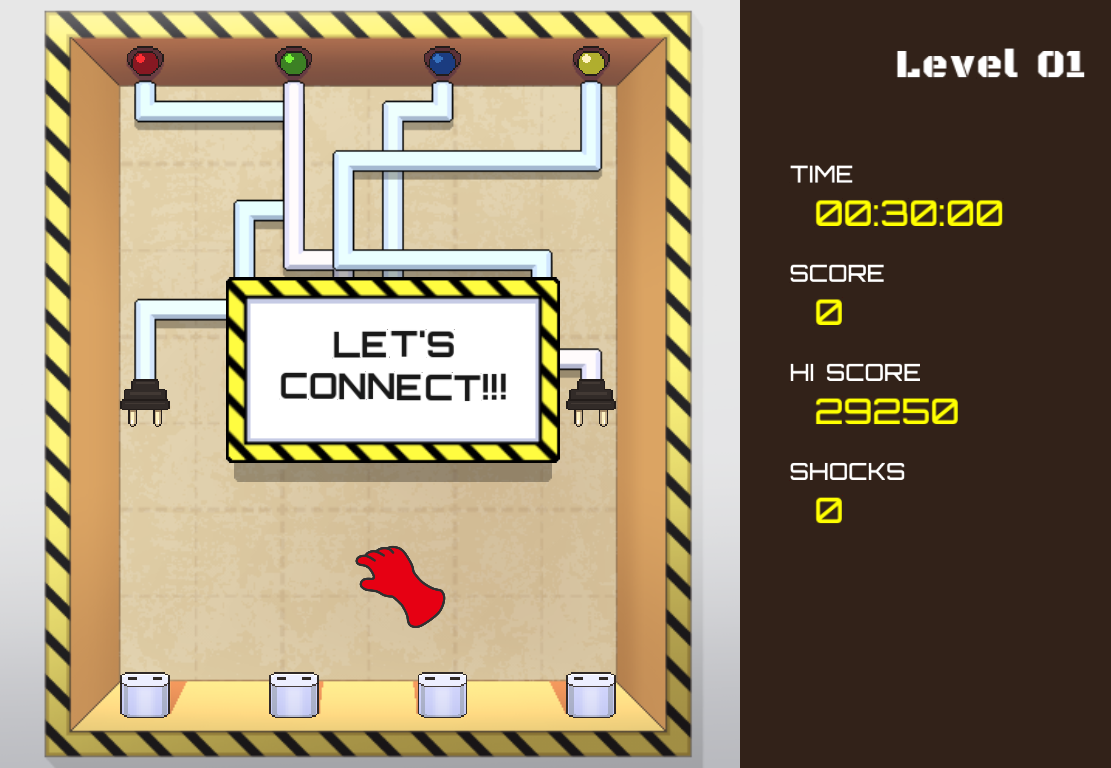 Level 01
TIME
00:30:00
SCORE
0
HI SCORE
29250
SHOCKS
0
LET'S
CONNECT!!!